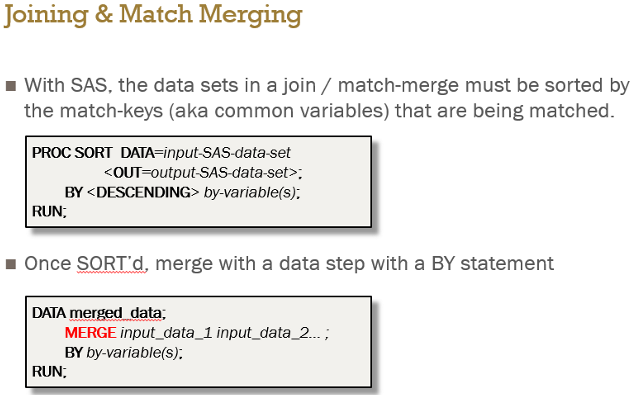 Joining & Match Merging
■ With SAS, the data sets in a join / match-merge must be sorted by
the match-keys (aka common variables) that are being matched.
PROC SORT DATA=input-SAS-data-set
<OUT=output-SAS-data-set>;
BY <DESCENDING> by-variable(s);
RUN;
■ Once SORT’d, merge with a data step with a BY statement
DATA merged_data;
MERGE input_data_1 input_data_2... ;
BY by-variable(s);
RUN;